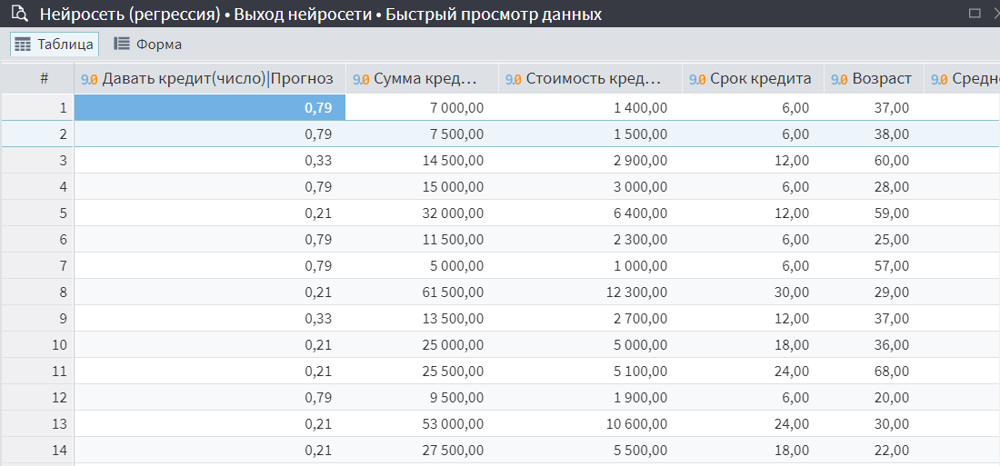 Нейросеть (регрессия) • Выход нейросети • Быстрый просмотр данных
Таблица Форма
# 9.0 Давать кредит(число)|Прогноз 9.0 Сумма кред... 9.0 Стоимость кред... 9.0 Срок кредита 9.0 Возраст 9.0 Средн
1 0,79 7 000,00 1 400,00 6,00 37,00
2 0,79 7 500,00 1 500,00 6,00 38,00
3 0,33 14 500,00 2 900,00 12,00 60,00
4 0,79 15 000,00 3 000,00 6,00 28,00
5 0,21 32 000,00 6 400,00 12,00 59,00
6 0,79 11 500,00 2 300,00 6,00 25,00
7 0,79 5 000,00 1 000,00 6,00 57,00
8 0,21 61 500,00 12 300,00 30,00 29,00
9 0,33 13 500,00 2 700,00 12,00 37,00
10 0,21 25 000,00 5 000,00 18,00 36,00
11 0,21 25 500,00 5 100,00 24,00 68,00
12 0,79 9 500,00 1 900,00 6,00 20,00
13 0,21 53 000,00 10 600,00 24,00 30,00
14 0,21 27 500,00 5 500,00 18,00 22,00